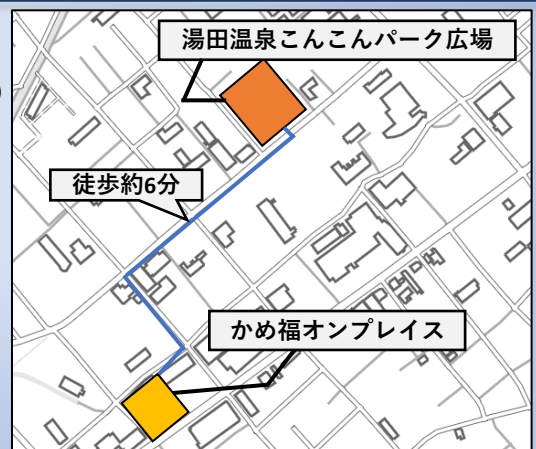 湯田温泉こんこんパーク広場
徒歩約6分
かめ福オンプレイス